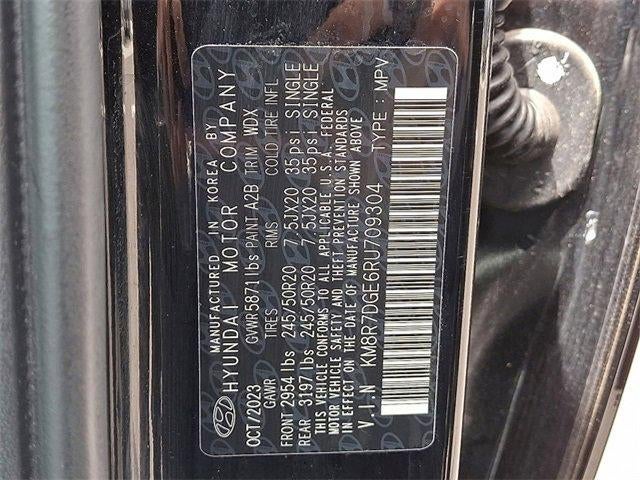 MANUFACTURED IN KOREA BY
HYUNDAI MOTOR COMPANY
OCT/2023 GVWR 5871 lbs PAINT A2B TRIM WDX
GAWR TIRES RIMS COLD TIRE INFL
FRONT 2954 lbs 245/50R20 7.5JX20 35psi SINGLE
REAR 3197 lbs 245/50R20 7.5JX20 35psi SINGLE
THIS VEHICLE CONFORMS TO ALL APPLICABLE U.S.A. FEDERAL
MOTOR VEHICLE SAFETY AND THEFT PREVENTION STANDARDS
IN EFFECT ON THE DATE OF MANUFACTURE SHOWN ABOVE
V.I.N KM8R7DGE6RU709304 TYPE : MPV